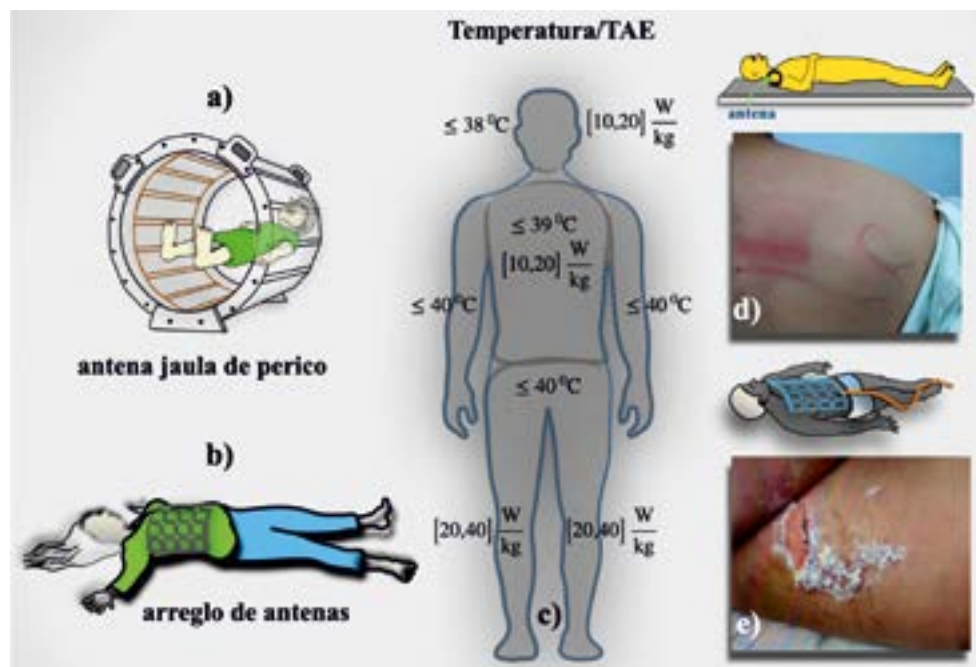 Temperatura/TAE
a)
antena jaula de perico
b)
arreglo de antenas
≤ 38 ⁰C
[10,20] W/kg
≤ 39 ⁰C
[10,20] W/kg
≤ 40 ⁰C
≤ 40 ⁰C
≤ 40 ⁰C
[20,40] W/kg
[20,40] W/kg
c)
antena
d)
e)